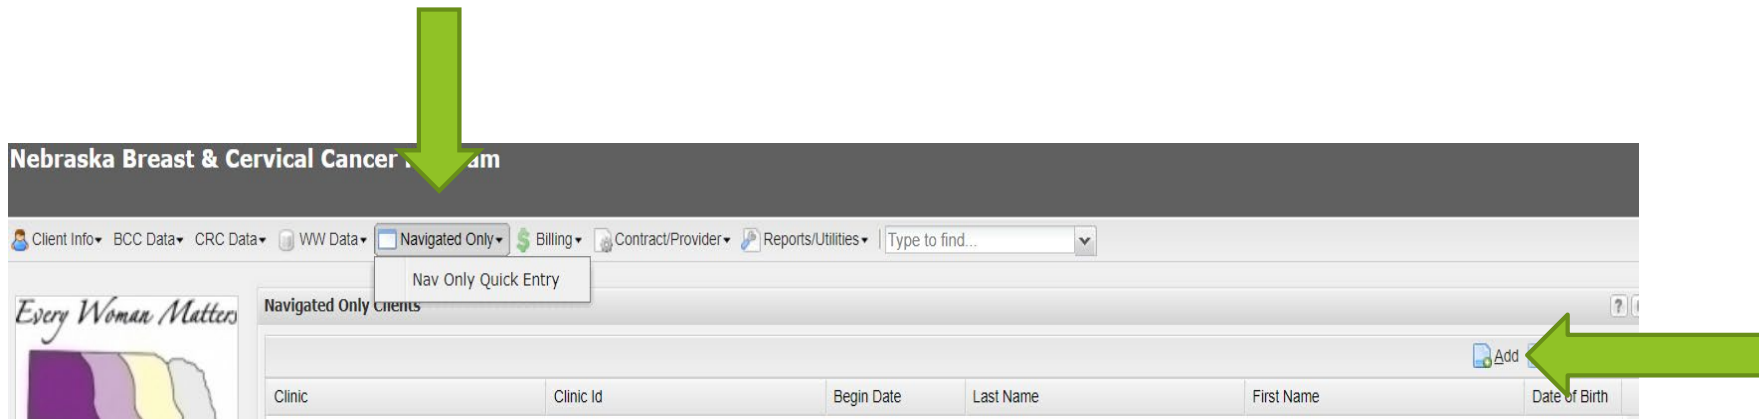 Nebraska Breast & Cervical Cancer
Client Info BCC Data CRC Data WW Data Navigated Only Billing Contract/Provider Reports/Utilities Type to find...
Nav Only Quick Entry
Every Woman Matters
Navigated Only Clients
?
Add
Clinic Clinic Id Begin Date Last Name First Name Date of Birth